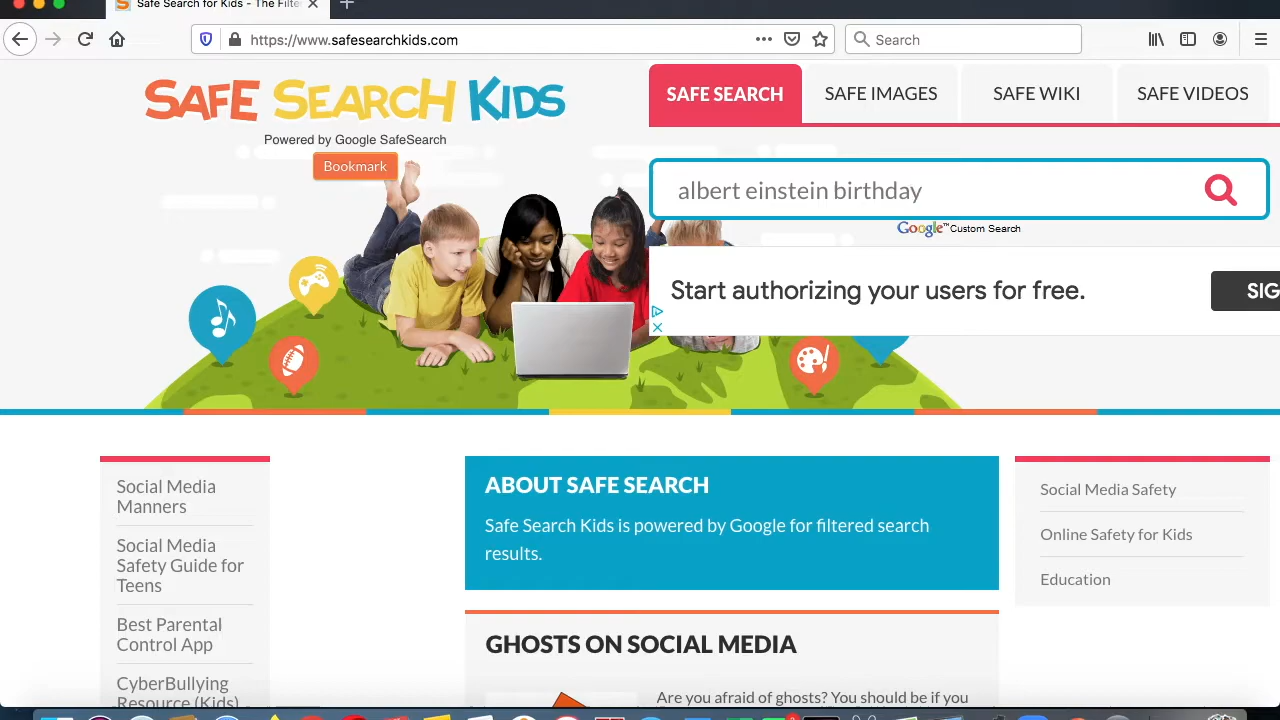 Safe Search for Kids - The Filte
https://www.safesearchkids.com
Search
SAFE SEARCH KIDS
Powered by Google SafeSearch
Bookmark
SAFE SEARCH
SAFE IMAGES
SAFE WIKI
SAFE VIDEOS
albert einstein birthday
Google™ Custom Search
Start authorizing your users for free.
SIG
Social Media
Manners
Social Media
Safety Guide for
Teens
Best Parental
Control App
CyberBullying
Resource (Kids)
ABOUT SAFE SEARCH
Safe Search Kids is powered by Google for filtered search
results.
GHOSTS ON SOCIAL MEDIA
Are you afraid of ghosts? You should be if you
Social Media Safety
Online Safety for Kids
Education